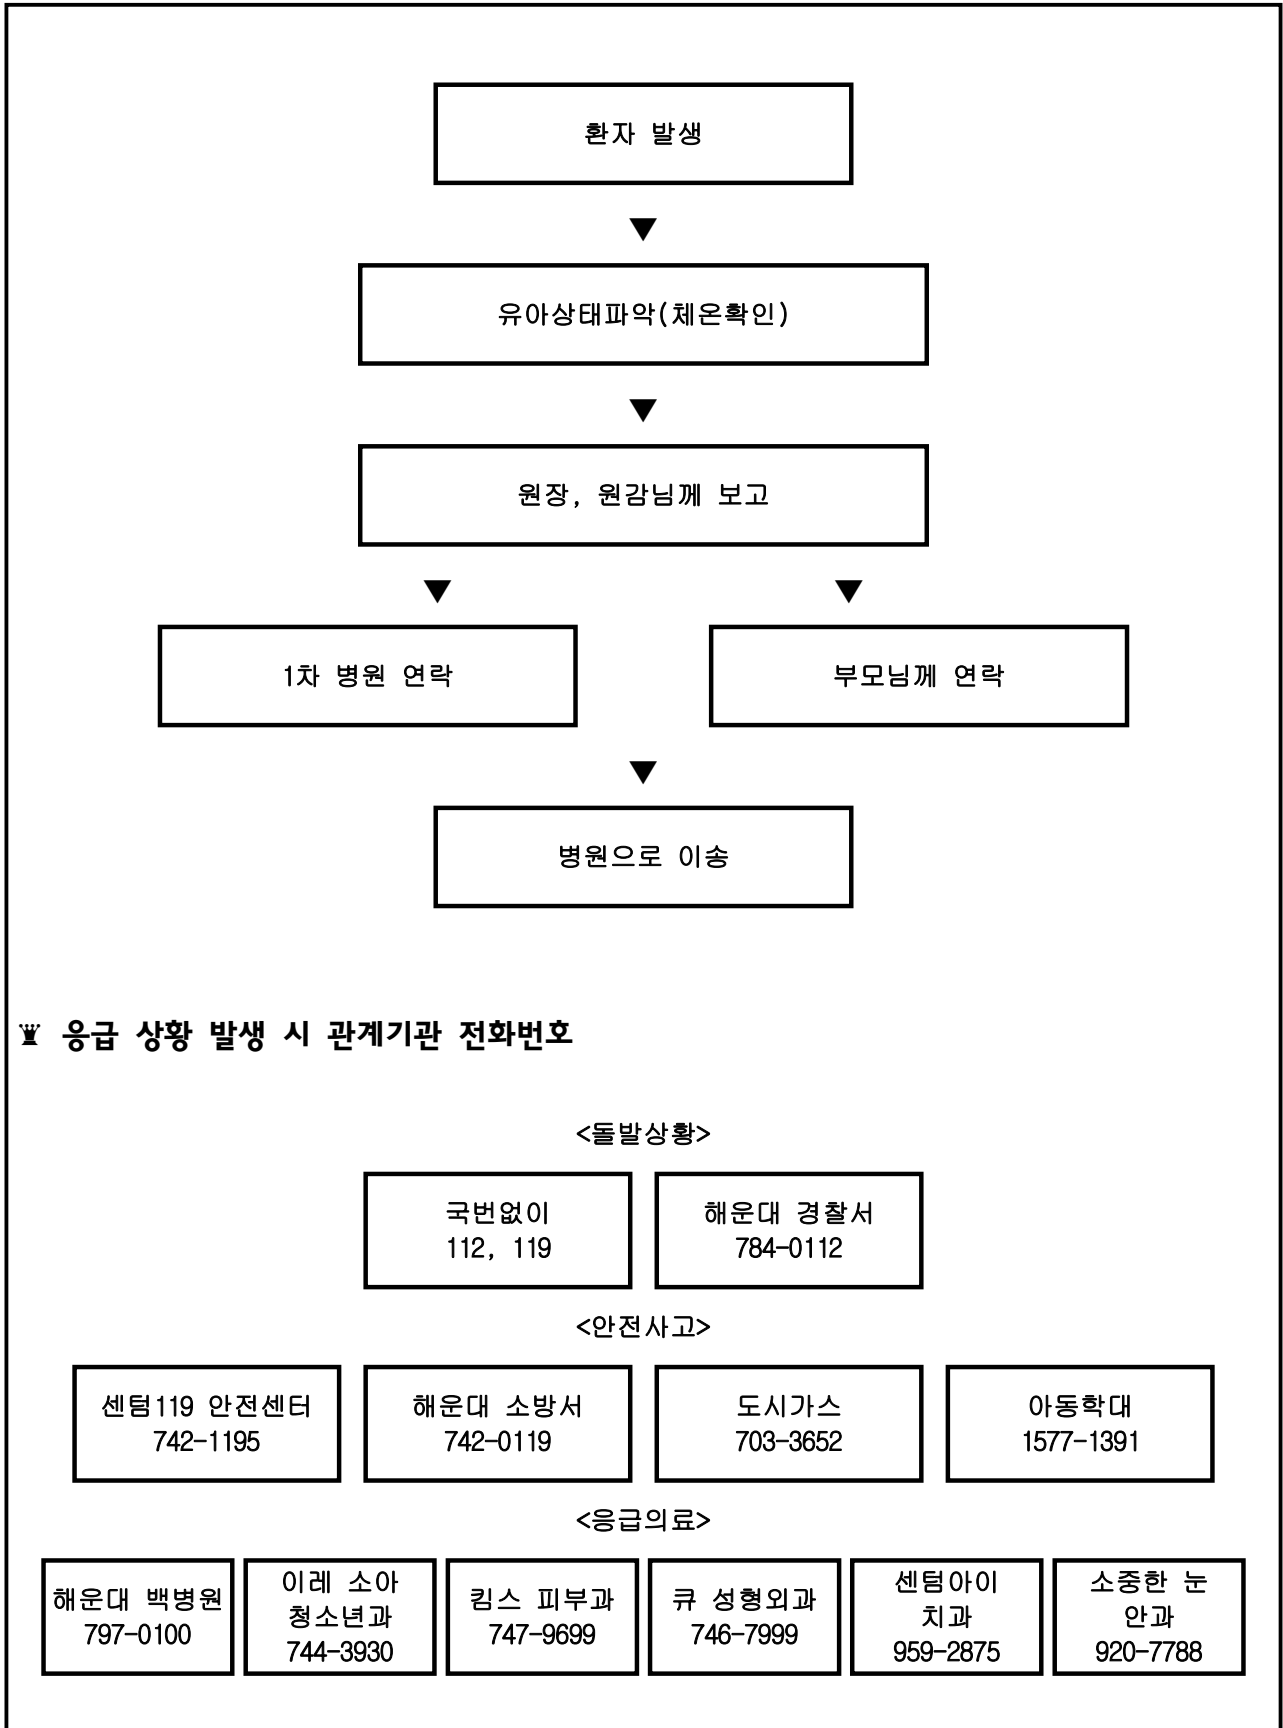 환자 발생
▼
유아상태파악(체온확인)
▼
원장, 원감님께 보고
▼ ▼
1차 병원 연락
부모님께 연락
▼
병원으로 이송
♛ 응급 상황 발생 시 관계기관 전화번호
<돌발상황>
국번없이
112, 119
해운대 경찰서
784-0112
<안전사고>
센텀119 안전센터
742-1195
해운대 소방서
742-0119
도시가스
703-3652
아동학대
1577-1391
<응급의료>
해운대 백병원
797-0100
이레 소아
청소년과
744-3930
킴스 피부과
747-9699
큐 성형외과
746-7999
센텀아이
치과
959-2875
소중한 눈
안과
920-7788